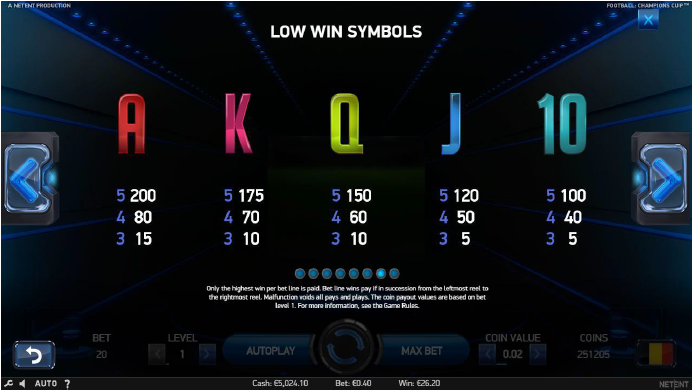 A NETENT PRODUCTION
FOOTBALL: CHAMPIONS CUP™
LOW WIN SYMBOLS
A K Q J 10
5 200 5 175 5 150 5 120 5 100
4 80 4 70 4 60 4 50 4 40
3 15 3 10 3 10 3 5 3 5
Only the highest win per bet line is paid. Bet line wins pay if in succession from the leftmost reel to
the rightmost reel. Malfunction voids all pays and plays. The coin payout values are based on bet
level 1. For more information, see the Game Rules.
BET LEVEL COIN VALUE COINS
20 1 AUTOPLAY MAX BET 0.02 251205
AUTO ? Cash: €5,024.10 Bet: €0.40 Win: €26.20 NETENT